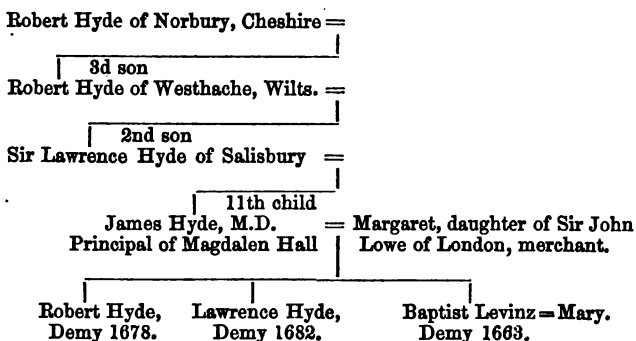 Robert Hyde of Norbury, Cheshire =
3d son
Robert Hyde of Westhache, Wilts. =
2nd son
Sir Lawrence Hyde of Salisbury =
11th child
James Hyde, M.D. = Margaret, daughter of Sir John
Principal of Magdalen Hall Lowe of London, merchant.
Robert Hyde, Lawrence Hyde, Baptist Levinz = Mary.
Demy 1678. Demy 1682. Demy 1663.